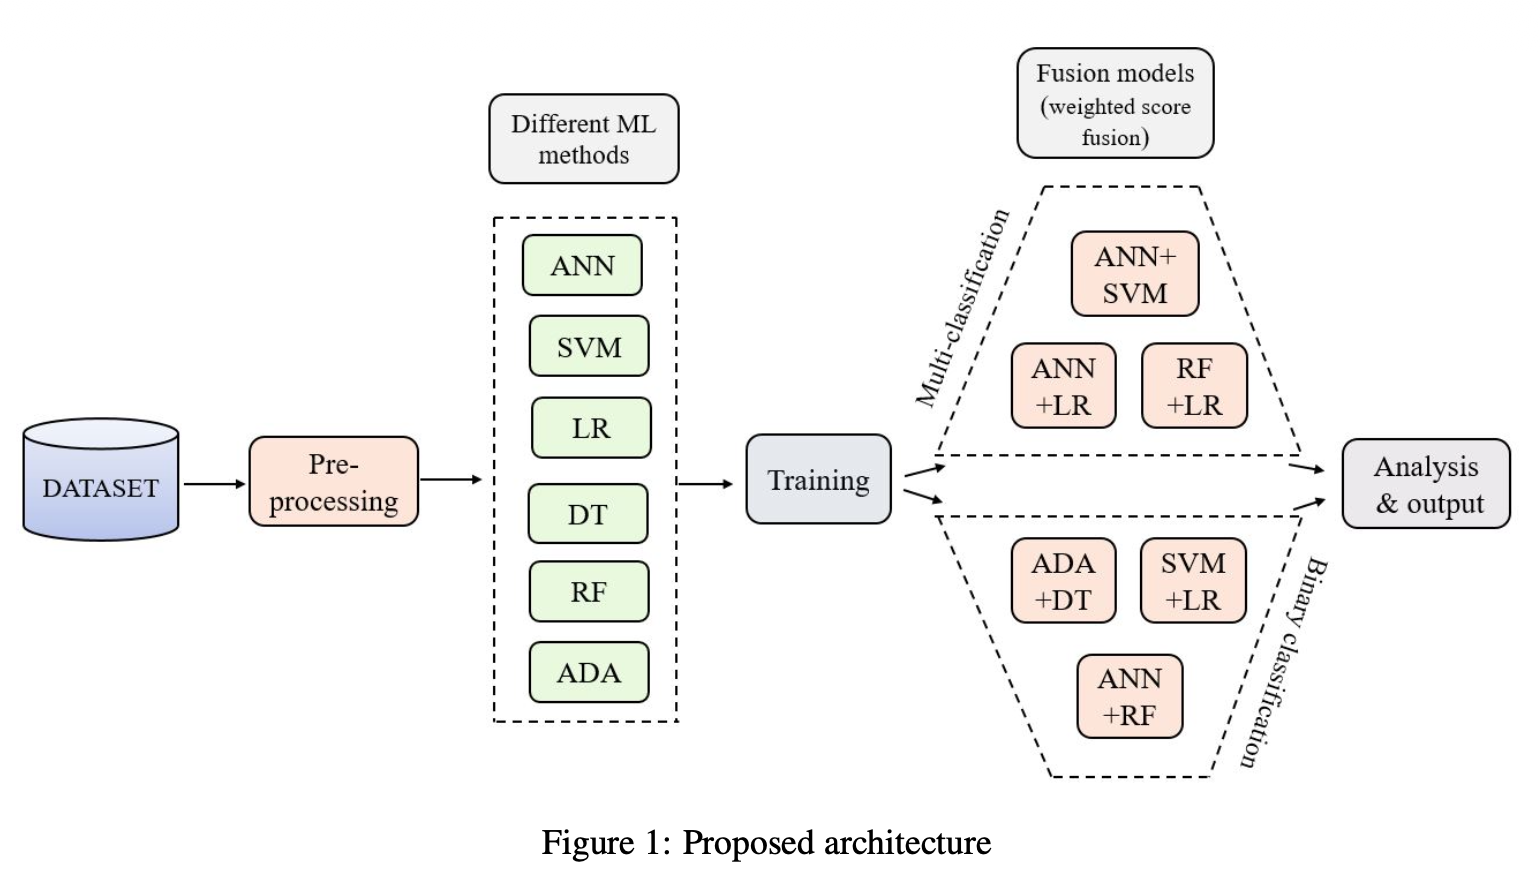 DATASET
Pre-
processing
Different ML
methods
ANN
SVM
LR
DT
RF
ADA
Training
Fusion models
(weighted score
fusion)
Multi-classification
ANN+
SVM
ANN
+LR
RF
+LR
ADA
+DT
SVM
+LR
ANN
+RF
Binary classification
Analysis
& output
Figure 1: Proposed architecture